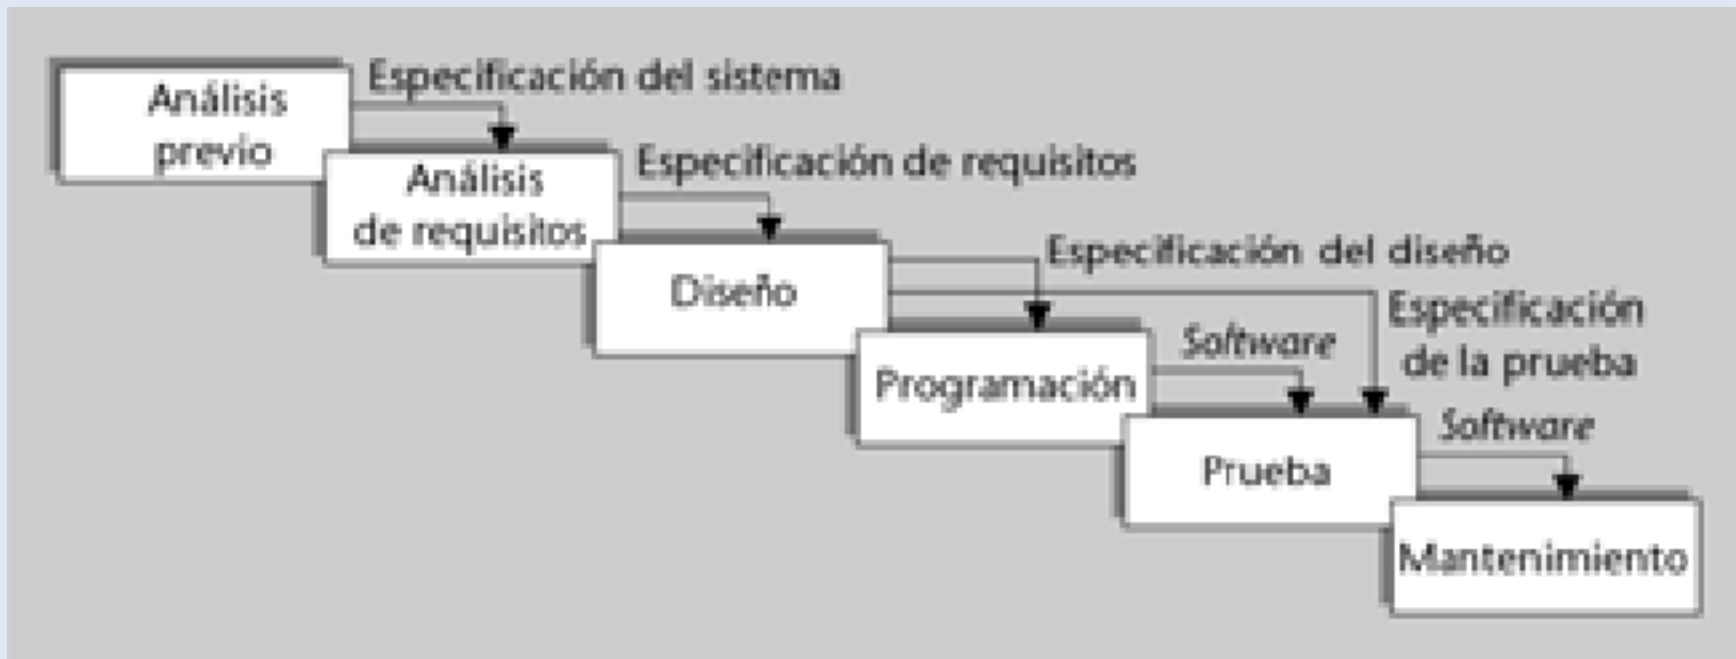 Análisis
previo
Especificación del sistema
Análisis
de requisitos
Especificación de requisitos
Diseño
Especificación del diseño
Especificación
de la prueba
Programación
Software
Prueba
Software
Mantenimiento